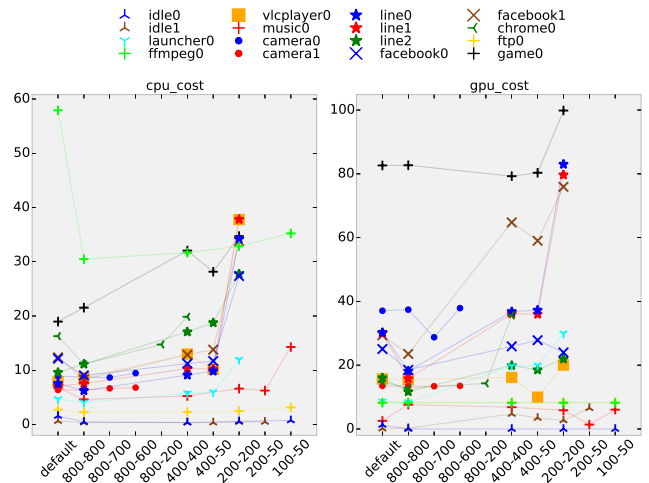 idle0 vlcplayer0 line0 facebook1
idle1 music0 line1 chrome0
launcher0 camera0 line2 ftp0
ffmpeg0 camera1 facebook0 game0
cpu_cost gpu_cost
60
50
40
30
20
10
0
100
80
60
40
20
0
default 800-800 800-700 800-600 800-200 400-400 400-50 200-200 200-50 100-50
default 800-800 800-700 800-600 800-200 400-400 400-50 200-200 200-50 100-50